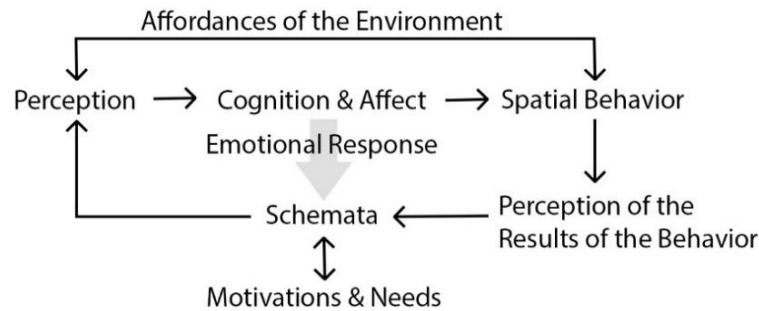 Affordances of the Environment
Perception
Cognition & Affect
Spatial Behavior
Emotional Response
Schemata
Perception of the
Results of the Behavior
Motivations & Needs